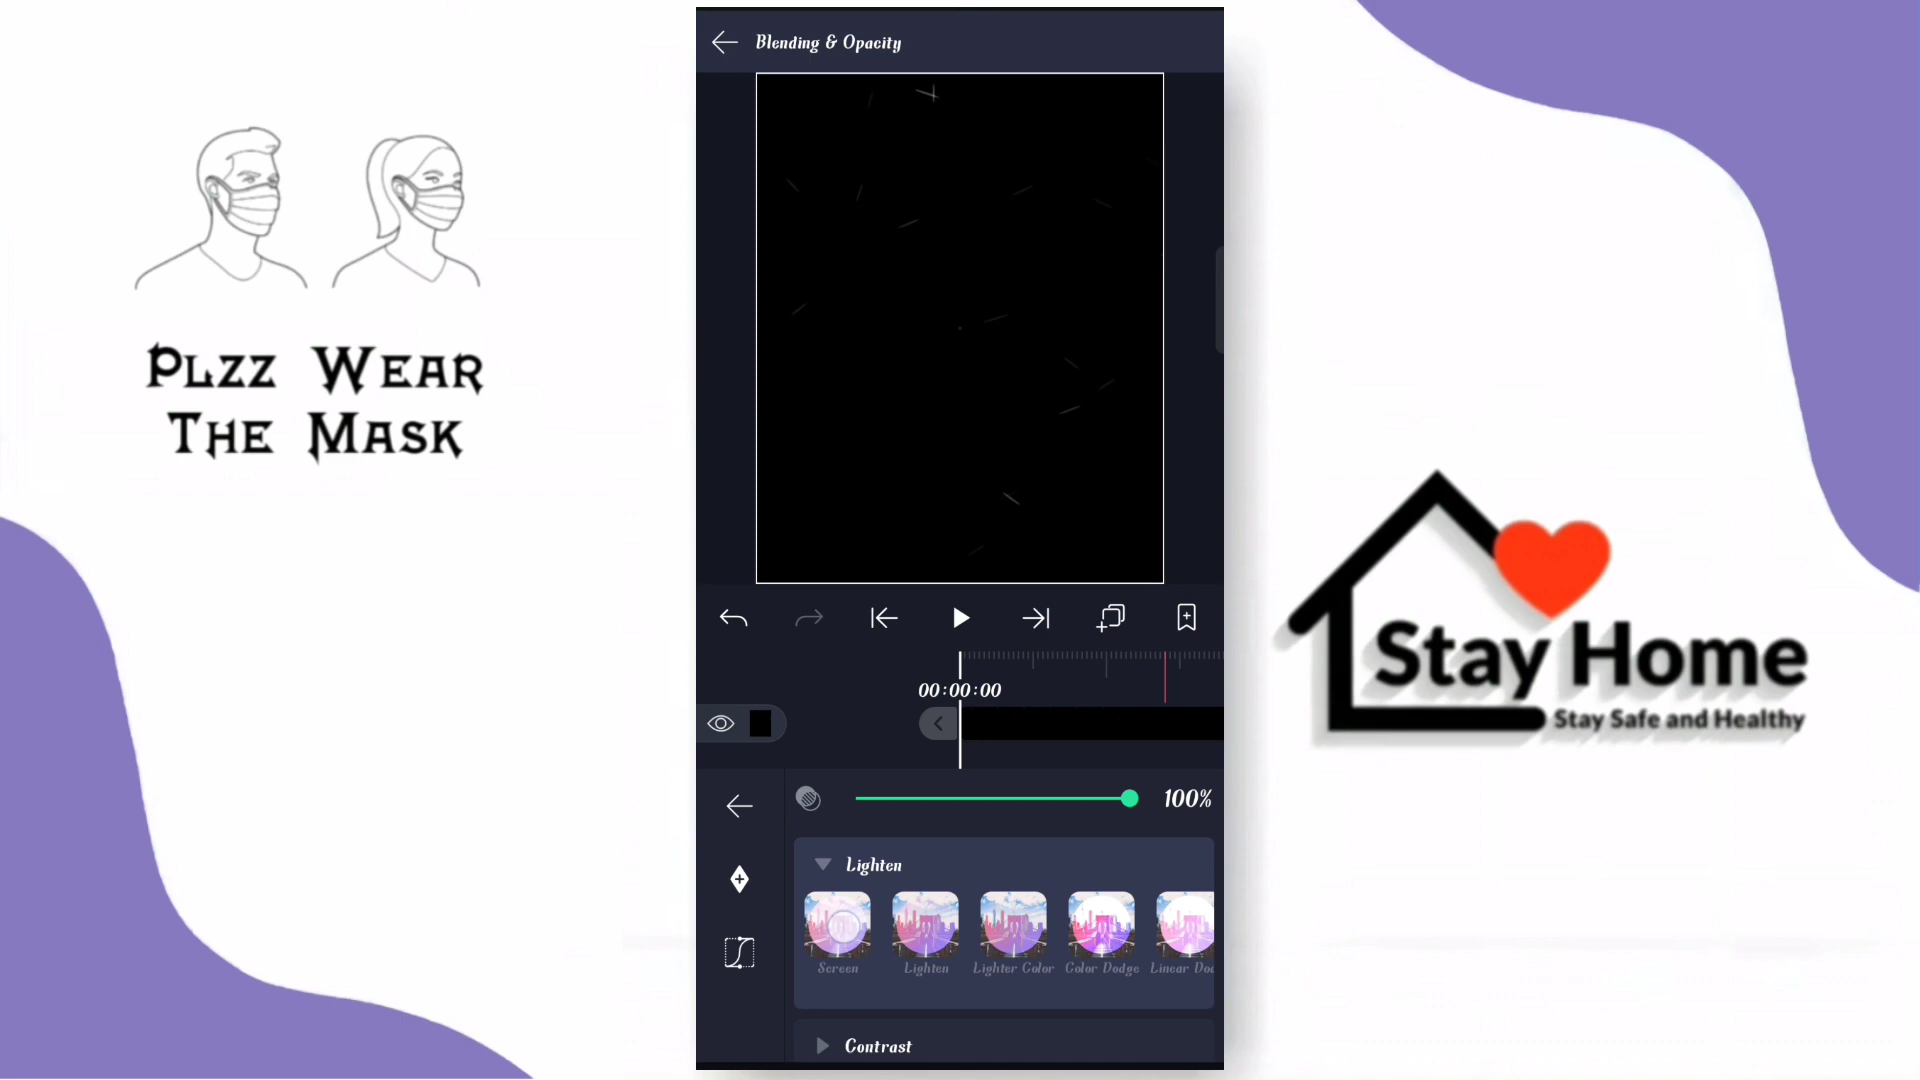 Blending & Opacity
Plzz Wear
The Mask
00:00:00
100%
Lighten
Screen
Lighten
Lighter Color
Color Dodge
Contrast
Stay Home
Stay Safe and Healthy